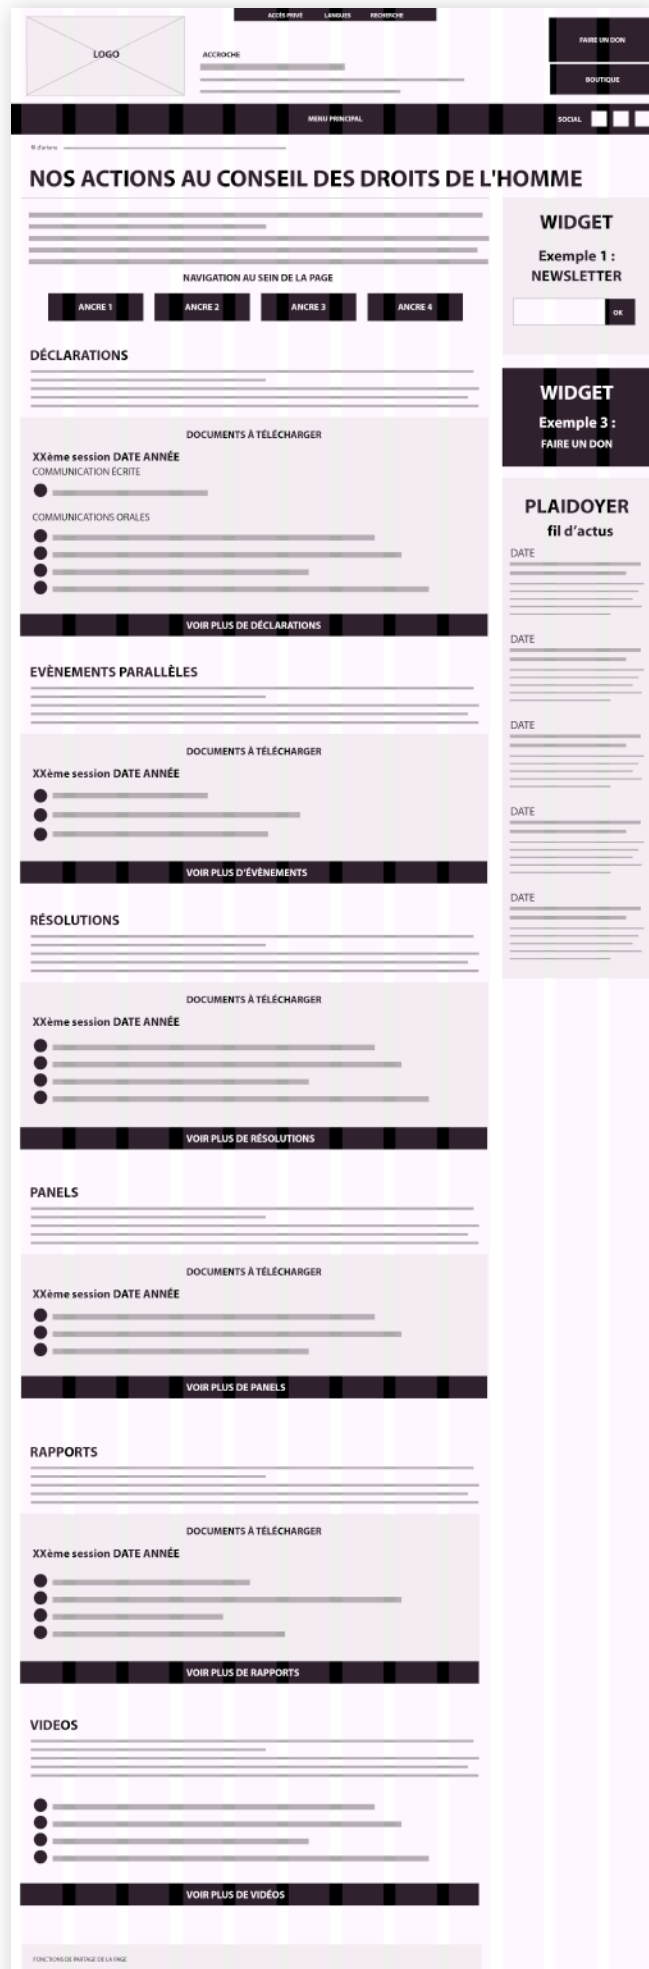 ACCÈS PRIVÉ LANGUES RECHERCHE
LOGO
ACCROCHE
FAIRE UN DON
BOUTIQUE
MENU PRINCIPAL
SOCIAL
fil d'ariane
NOS ACTIONS AU CONSEIL DES DROITS DE L'HOMME
NAVIGATION AU SEIN DE LA PAGE
ANCRE 1 ANCRE 2 ANCRE 3 ANCRE 4
DÉCLARATIONS
DOCUMENTS À TÉLÉCHARGER
XXème session DATE ANNÉE
COMMUNICATION ÉCRITE
COMMUNICATIONS ORALES
VOIR PLUS DE DÉCLARATIONS
EVÈNEMENTS PARALLÈLES
DOCUMENTS À TÉLÉCHARGER
XXème session DATE ANNÉE
VOIR PLUS D'ÉVÈNEMENTS
RÉSOLUTIONS
DOCUMENTS À TÉLÉCHARGER
XXème session DATE ANNÉE
VOIR PLUS DE RÉSOLUTIONS
PANELS
DOCUMENTS À TÉLÉCHARGER
XXème session DATE ANNÉE
VOIR PLUS DE PANELS
RAPPORTS
DOCUMENTS À TÉLÉCHARGER
XXème session DATE ANNÉE
VOIR PLUS DE RAPPORTS
VIDEOS
VOIR PLUS DE VIDÉOS
FONCTIONS DE PARTAGE DE LA PAGE
WIDGET
Exemple 1 :
NEWSLETTER
OK
WIDGET
Exemple 3 :
FAIRE UN DON
PLAIDOYER
fil d'actus
DATE
DATE
DATE
DATE
DATE